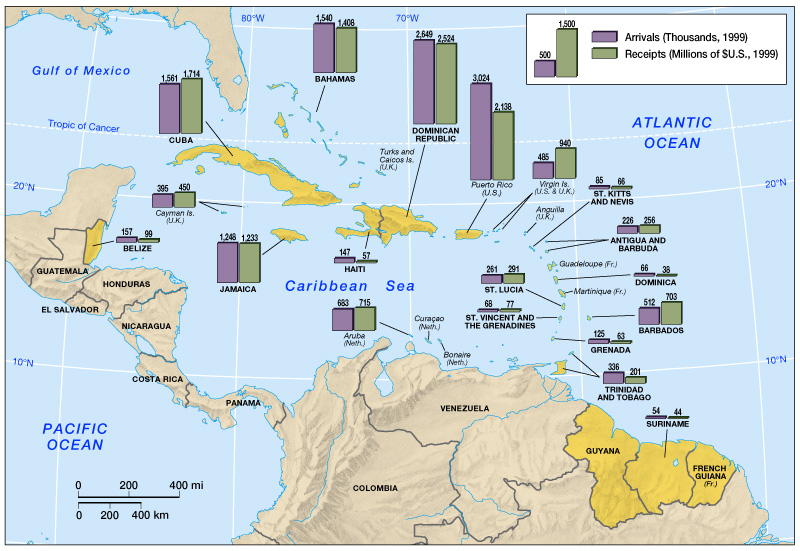 80°W
70°W
1,540
1,408
BAHAMAS
2,649
2,524
DOMINICAN
REPUBLIC
500
1,500
Arrivals (Thousands, 1999)
Receipts (Millions of $U.S., 1999)
Gulf of Mexico
1,561
1,714
CUBA
3,024
2,138
Puerto Rico
(U.S.)
Tropic of Cancer
ATLANTIC
OCEAN
Turks and
Caicos Is.
(U.K.)
485
940
Virgin Is.
(U.S. & U.K.)
20°N
20°N
85
66
ST. KITTS
AND NEVIS
395
450
Cayman Is.
(U.K.)
Anguilla
(U.K.)
157
99
BELIZE
1,248
1,233
JAMAICA
147
57
HAITI
226
256
ANTIGUA AND
BARBUDA
Guadeloupe (Fr.)
GUATEMALA
HONDURAS
Caribbean Sea
261
291
ST. LUCIA
66
38
DOMINICA
Martinique (Fr.)
EL SALVADOR
NICARAGUA
683
715
Aruba
(Neth.)
Curaçao
(Neth.)
68
77
ST. VINCENT AND
THE GRENADINES
512
703
BARBADOS
Bonaire
(Neth.)
125
63
GRENADA
10°N
10°N
COSTA RICA
PANAMA
336
201
TRINIDAD
AND TOBAGO
VENEZUELA
54
44
SURINAME
PACIFIC
OCEAN
GUYANA
FRENCH
GUIANA
(Fr.)
COLOMBIA
0
200
400 mi
0
200
400 km